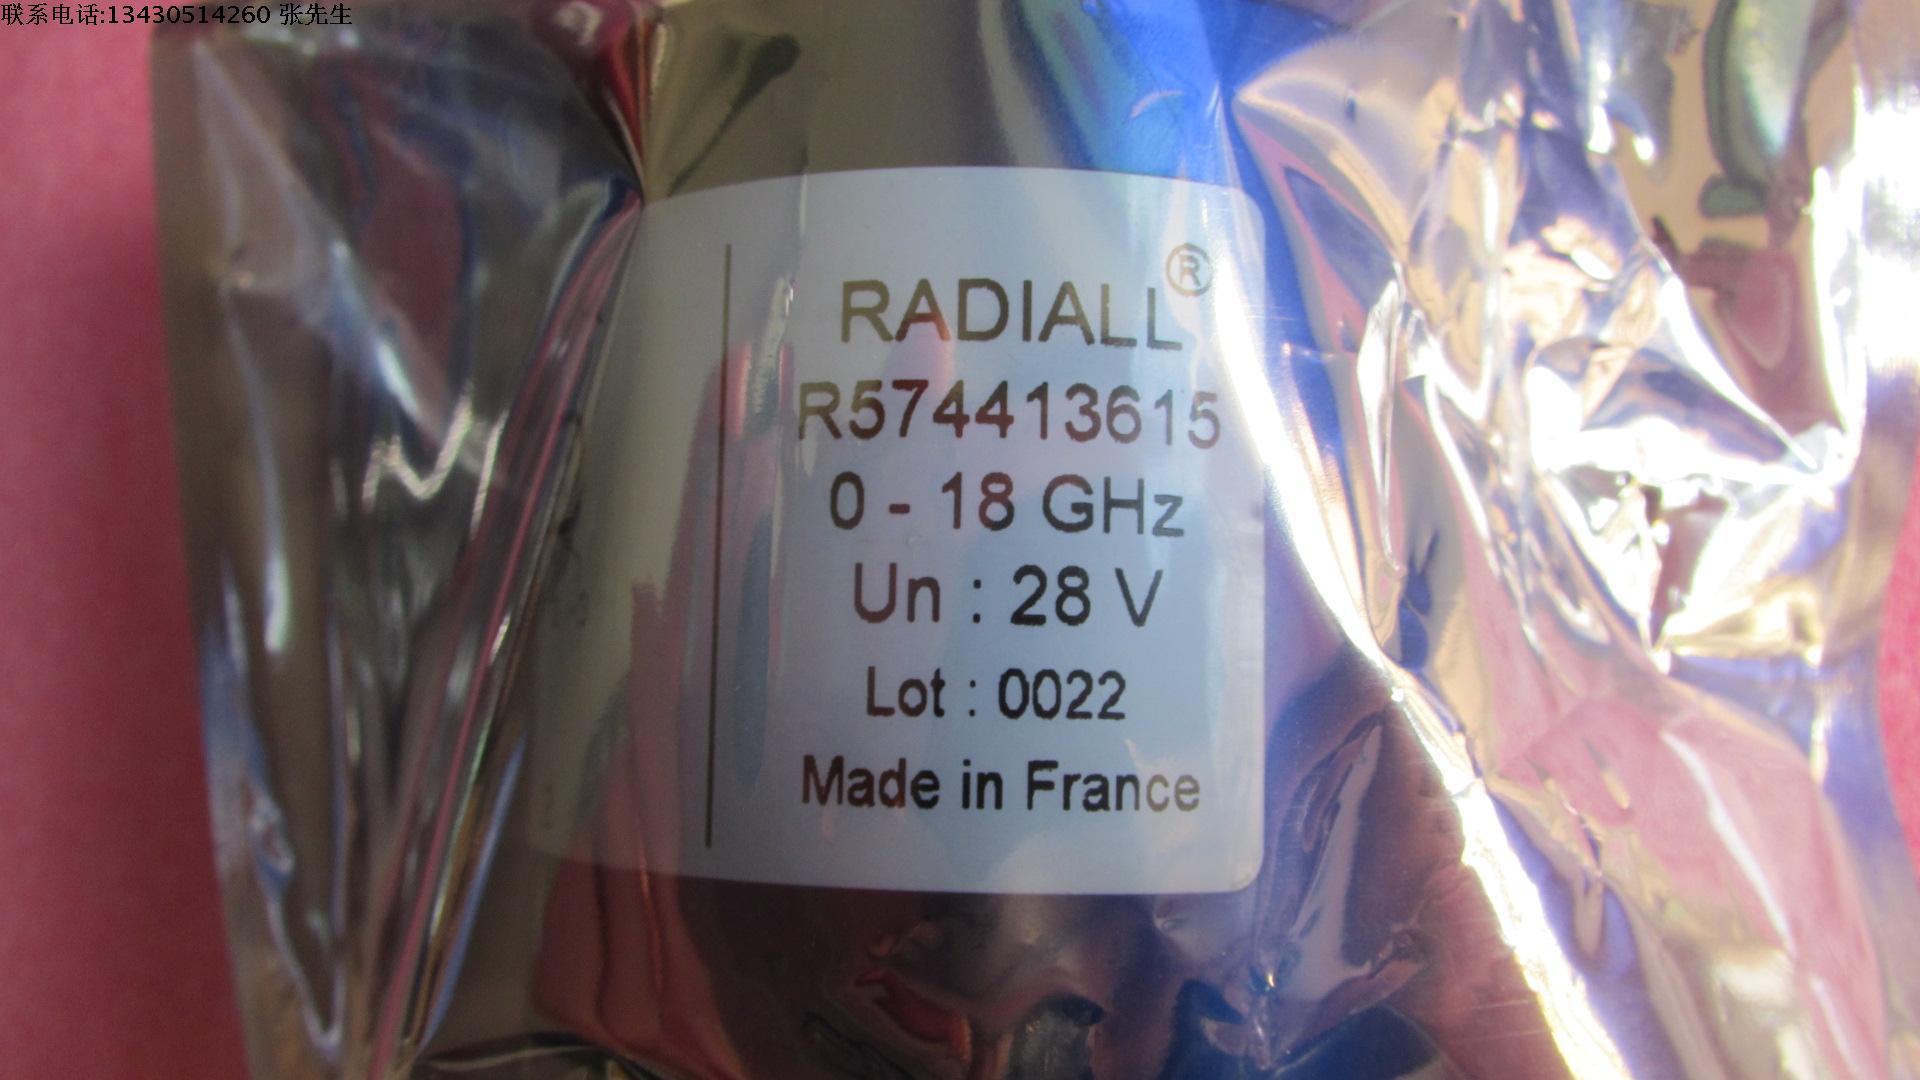 联系电话:13430514260 张先生
RADIALL®
R574413615
0 - 18 GHz
Un : 28 V
Lot : 0022
Made in France